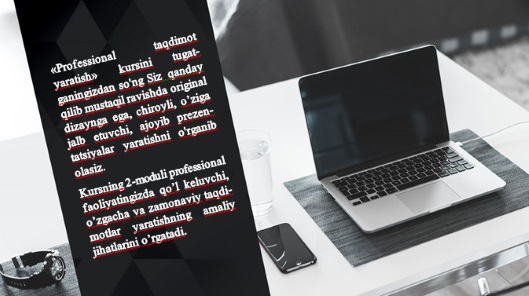 «Professional taqdimot
yaratish» kursini tugat-
ganingizdan so'ng Siz qanday
qilib mustaqil ravishda original
dizaynga ega, chiroyli, o'ziga
jalb etuvchi, ajoyib prezen-
tatsiyalar yaratishni o'rganib
olasiz.
Kursning 2-moduli professional
faoliyatingizda qo'l keluvchi,
o'zgacha va zamonaviy taqdi-
motlar yaratishning amaliy
jihatlarini o'rgatadi.